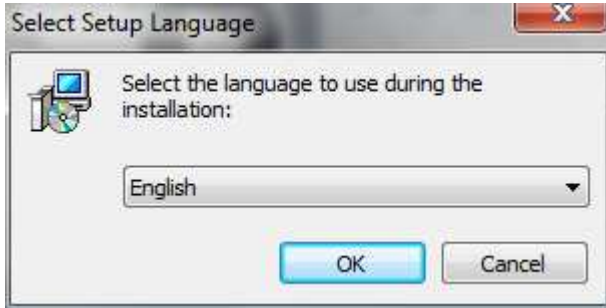 Select Setup Language
Select the language to use during the
installation:
English
OK
Cancel